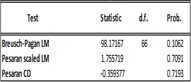 Test Statistic d.f. Prob.
Breusch-Pagan LM 98.17167 66 0.1062
Pesaran scaled LM 1.755719 0.7091
Pesaran CD -0.359377 0.7193